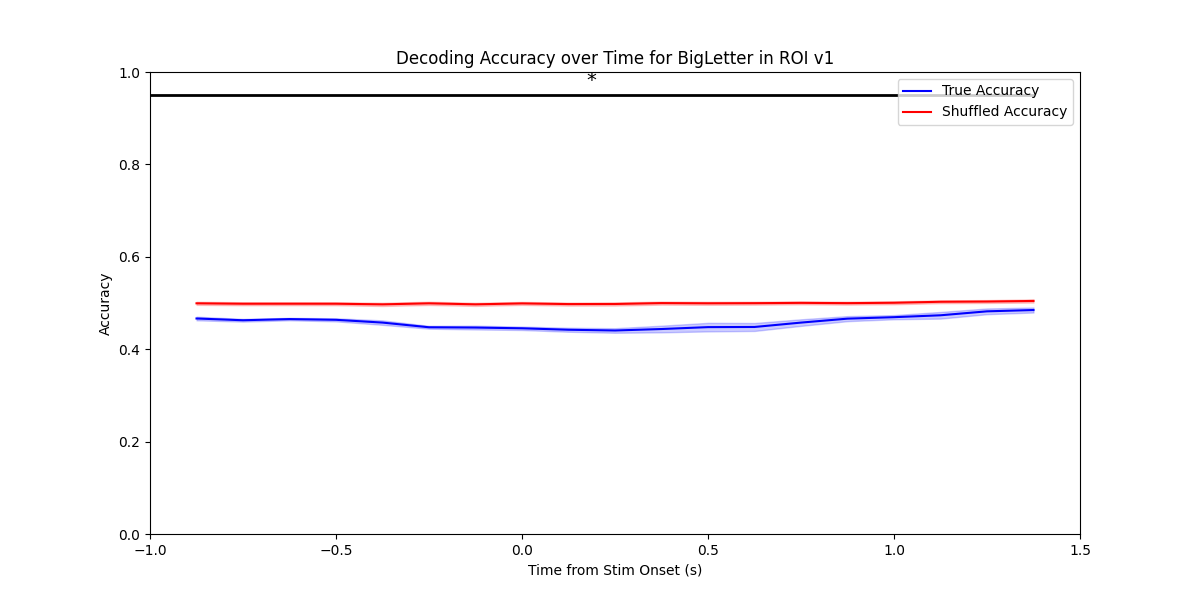 Decoding Accuracy over Time for BigLetter in ROI v1
*
True Accuracy
Shuffled Accuracy
1.0
0.8
0.6
0.4
0.2
0.0
Accuracy
−1.0 −0.5 0.0 0.5 1.0 1.5
Time from Stim Onset (s)